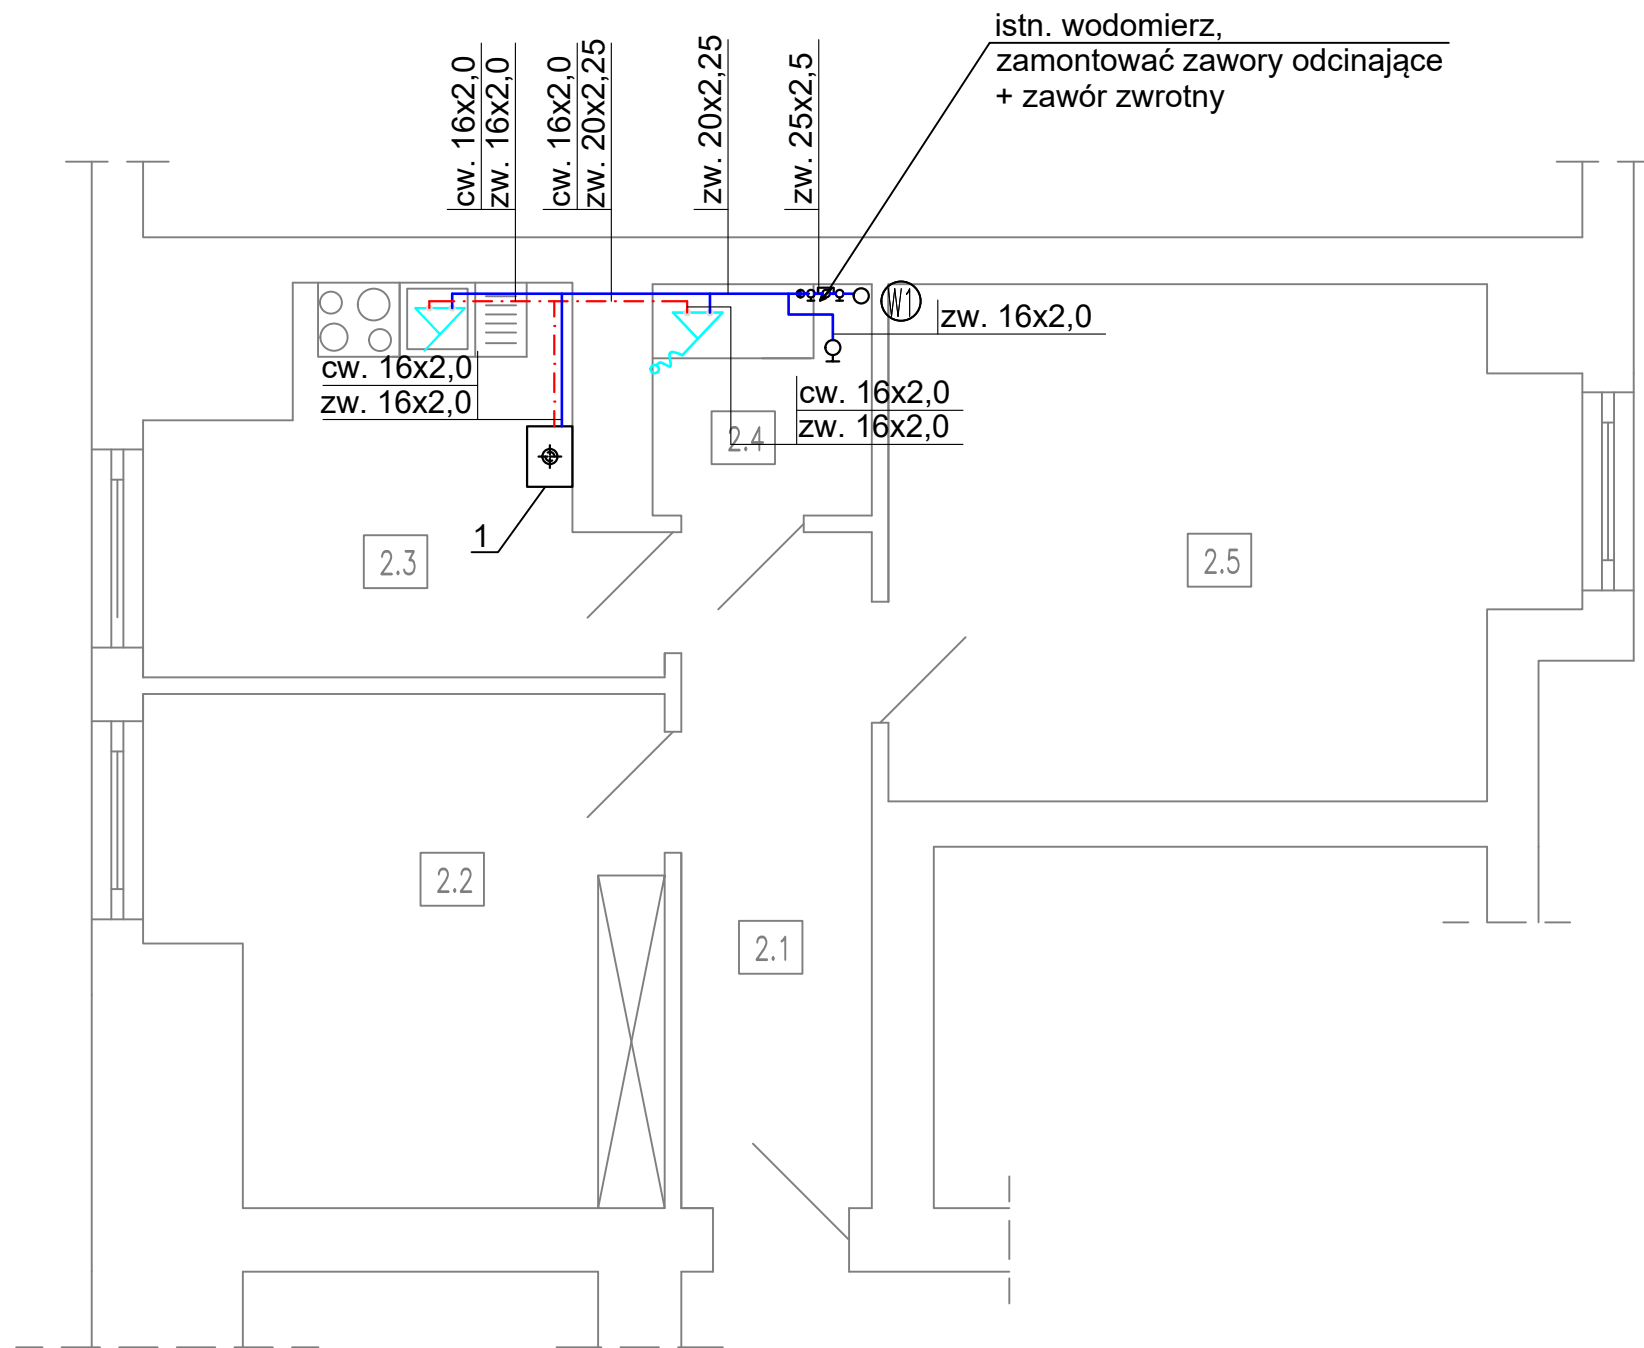 istn. wodomierz,
zamontować zawory odcinające
+ zawór zwrotny
cw. 16x2,0
zw. 16x2,0
cw. 16x2,0
zw. 20x2,25
zw. 20x2,25
zw. 25x2,5
W1
zw. 16x2,0
cw. 16x2,0
zw. 16x2,0
cw. 16x2,0
zw. 16x2,0
2.4
1
2.3
2.5
2.2
2.1